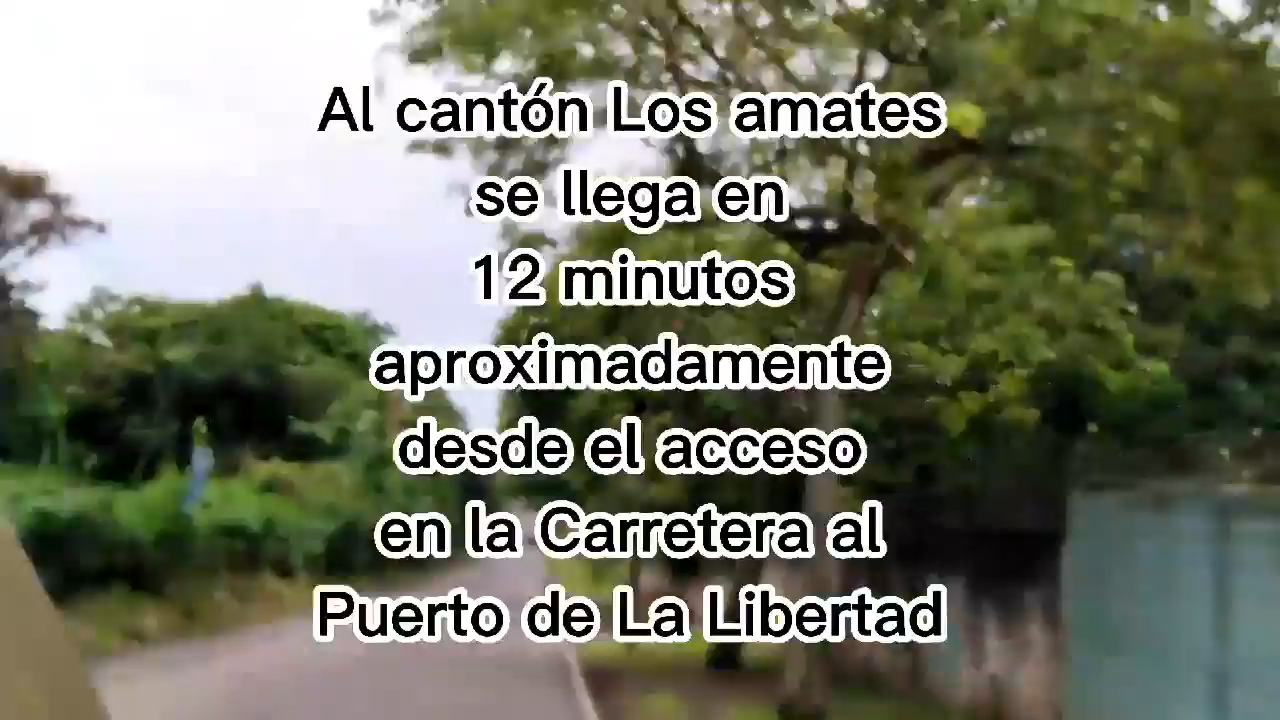 Al cantón Los amates
se llega en
12 minutos
aproximadamente
desde el acceso
en la Carretera al
Puerto de La Libertad